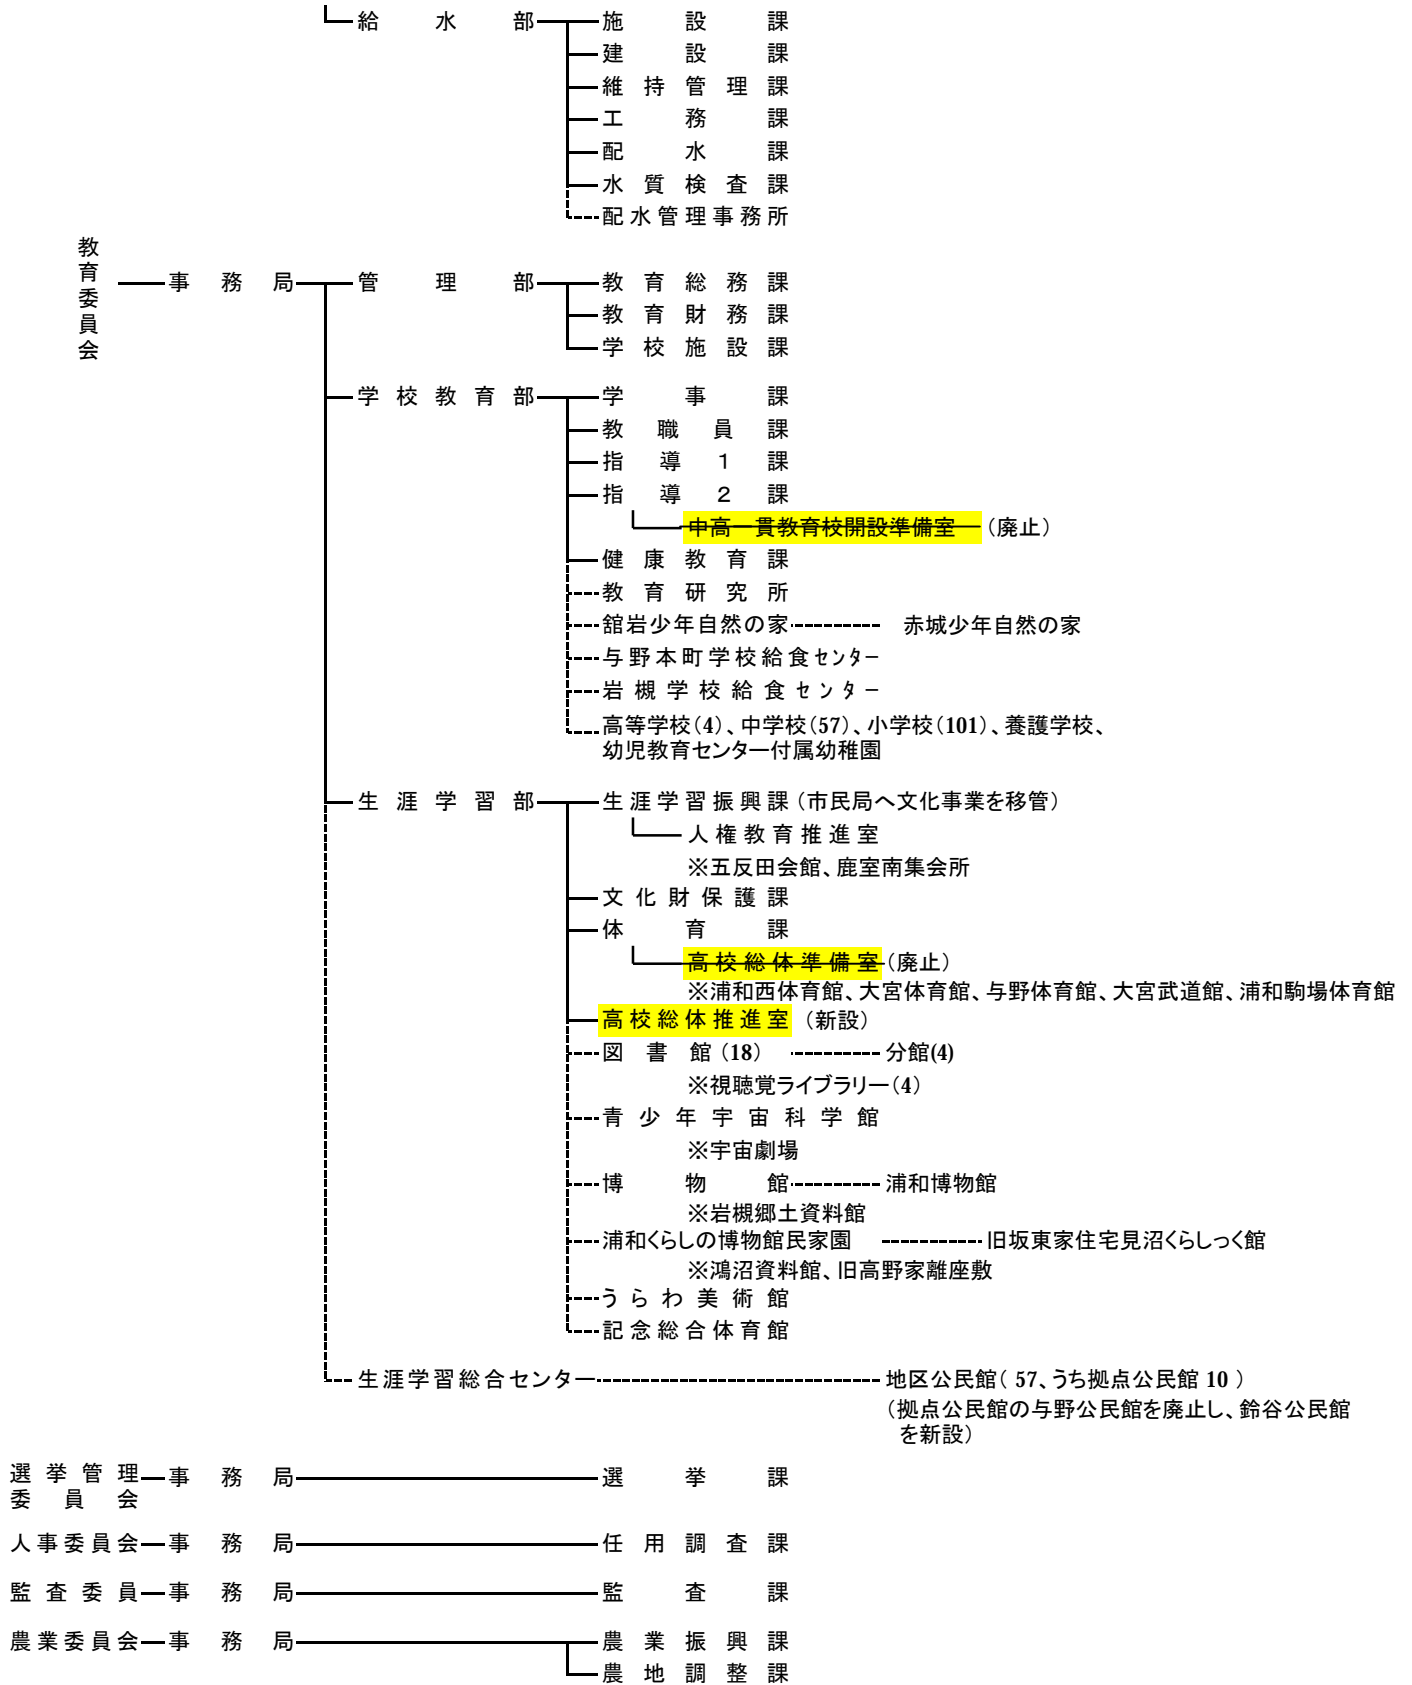 給水部 施設課
建設課
維持管理課
工務課
配水課
水質検査課
配水管理事務所
教育委員会 事務局 管理部 教育総務課
教育財務課
学校施設課
学校教育部 学事課
教職員課
指導1課
指導2課
中高一貫教育校開設準備室 (廃止)
健康教育課
教育研究所
舘岩少年自然の家 赤城少年自然の家
与野本町学校給食センター
岩槻学校給食センター
高等学校(4)、中学校(57)、小学校(101)、養護学校、
幼児教育センター付属幼稚園
生涯学習部 生涯学習振興課(市民局へ文化事業を移管)
人権教育推進室
※五反田会館、鹿室南集会所
文化財保護課
体育課
高校総体準備室(廃止)
※浦和西体育館、大宮体育館、与野体育館、大宮武道館、浦和駒場体育館
高校総体推進室 (新設)
図書館(18) 分館(4)
※視聴覚ライブラリー(4)
青少年宇宙科学館
※宇宙劇場
博物館 浦和博物館
※岩槻郷土資料館
浦和くらしの博物館民家園 旧坂東家住宅見沼くらしっく館
※鴻沼資料館、旧高野家離座敷
うらわ美術館
記念総合体育館
生涯学習総合センター 地区公民館( 57、うち拠点公民館 10 )
(拠点公民館の与野公民館を廃止し、鈴谷公民館
を新設)
選挙管理委員会 事務局 選挙課
人事委員会 事務局 任用調査課
監査委員 事務局 監査課
農業委員会 事務局 農業振興課
農地調整課